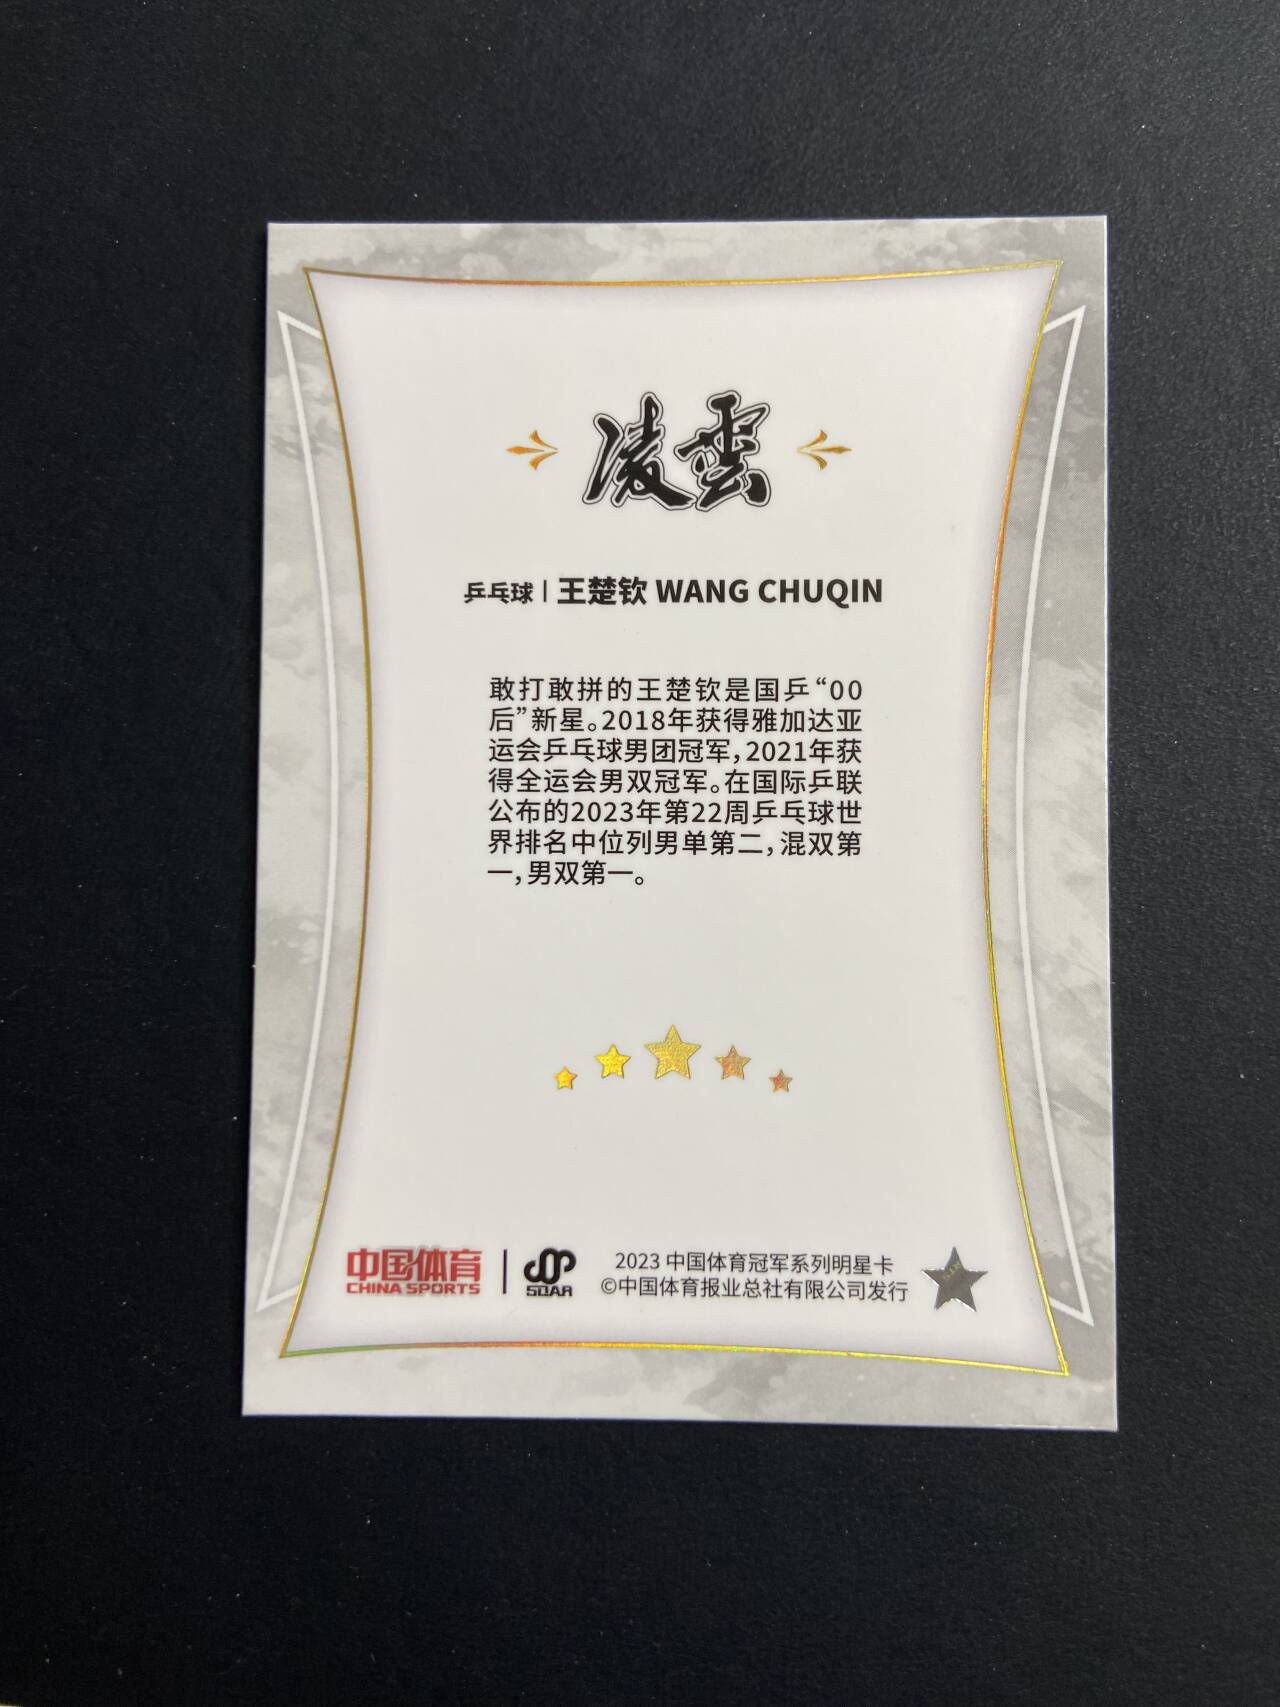 凌雲
乒乓球 | 王楚钦 WANG CHUQIN
敢打敢拼的王楚钦是国乒“00
后”新星。2018年获得雅加达亚
运会乒乓球男团冠军，2021年获
得全运会男双冠军。在国际乒联
公布的2023年第22周乒乓球世
界排名中位列男单第二，混双第
一，男双第一。
中国体育
CHINA SPORTS
SQAR
2023 中国体育冠军系列明星卡
©中国体育报业总社有限公司发行